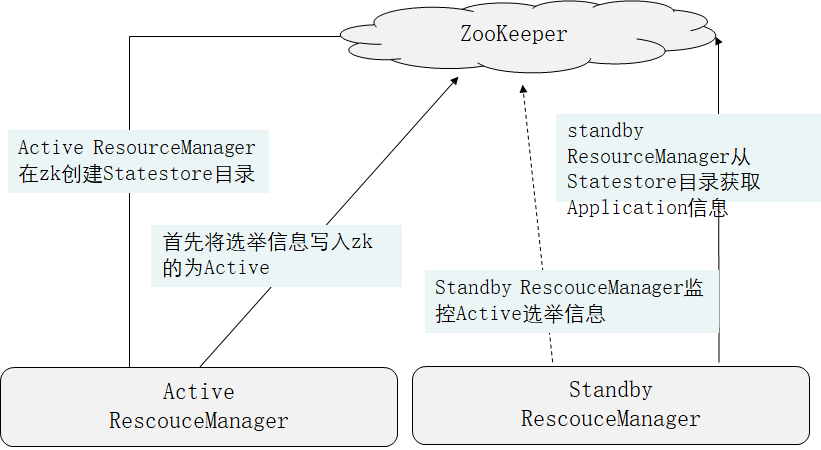 ZooKeeper
Active ResourceManager
在zk创建Statestore目录
standby
ResourceManager从
Statestore目录获取
Application信息
首先将选举信息写入zk
的为Active
Standby RescouceManager监
控Active选举信息
Active
RescouceManager
Standby
RescouceManager